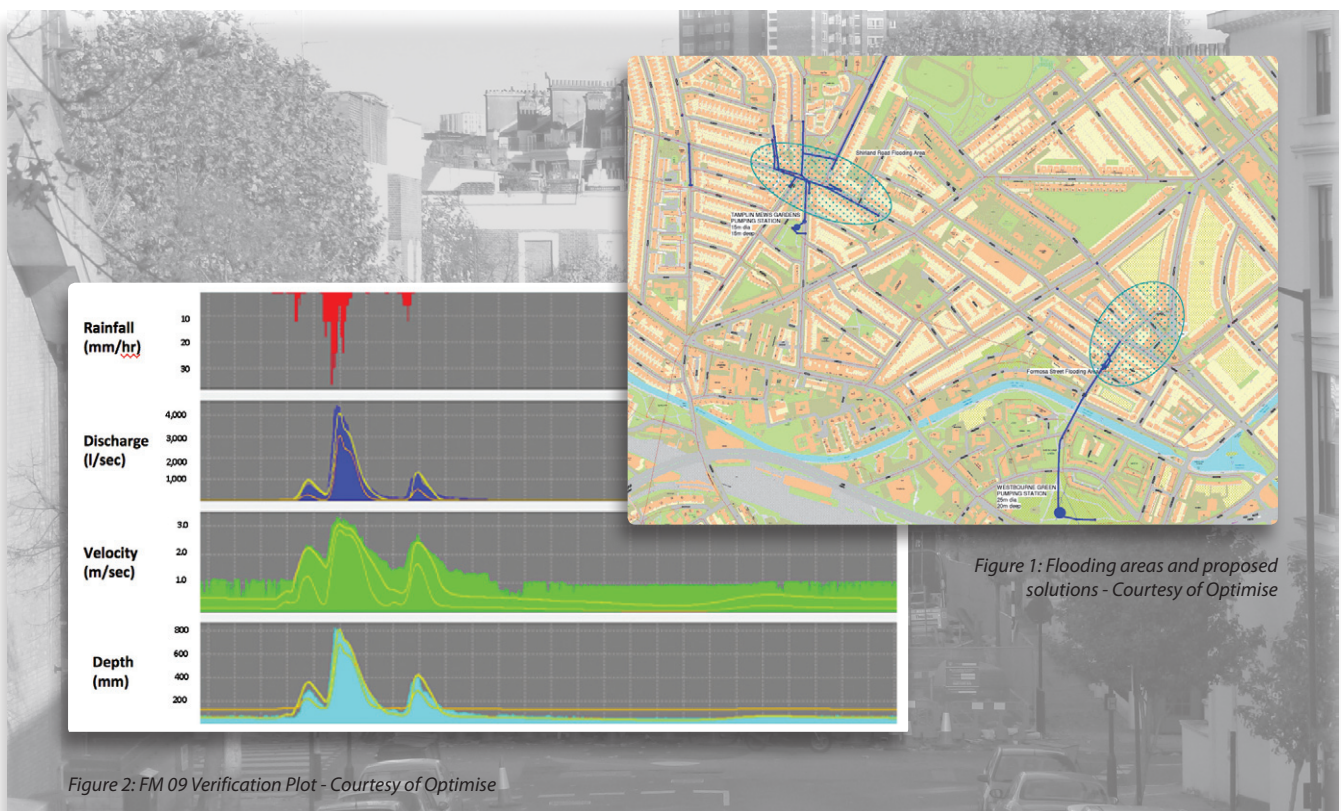 Shirland Road Flooding Area
TAMPLIN MEWS GARDENS
PUMPING STATION
15m dia
18m deep
Formosa Street Flooding Area
WESTBOURNE GREEN
PUMPING STATION
25m dia
20m deep
Figure 1: Flooding areas and proposed
solutions - Courtesy of Optimise
Rainfall
(mm/hr)
10
20
30
Discharge
(l/sec)
4,000
3,000
2,000
1,000
Velocity
(m/sec)
3.0
2.0
1.0
Depth
(mm)
800
600
400
200
Figure 2: FM 09 Verification Plot - Courtesy of Optimise